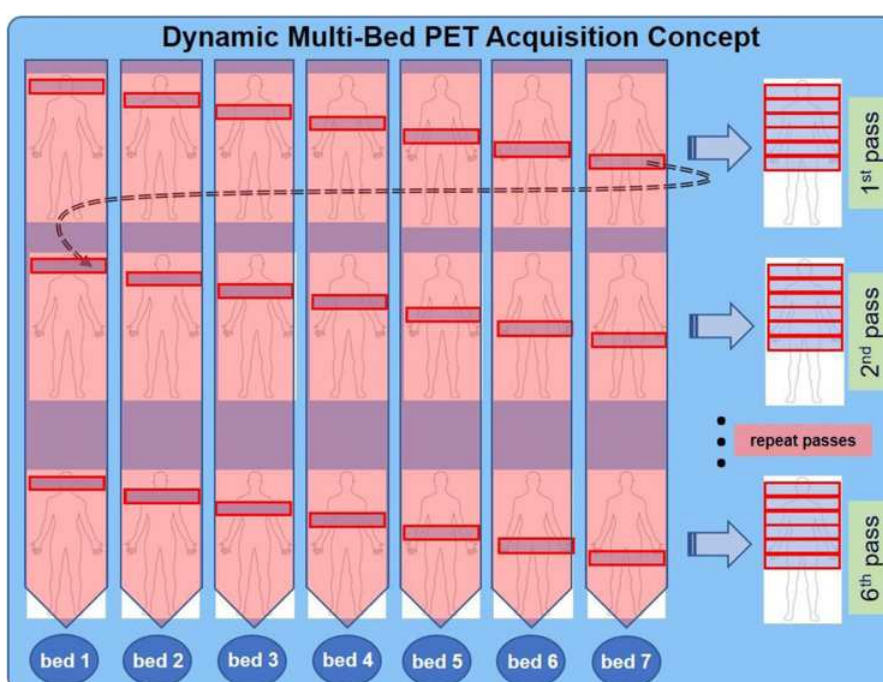 Dynamic Multi-Bed PET Acquisition Concept
1st pass
2nd pass
repeat passes
6th pass
bed 1
bed 2
bed 3
bed 4
bed 5
bed 6
bed 7